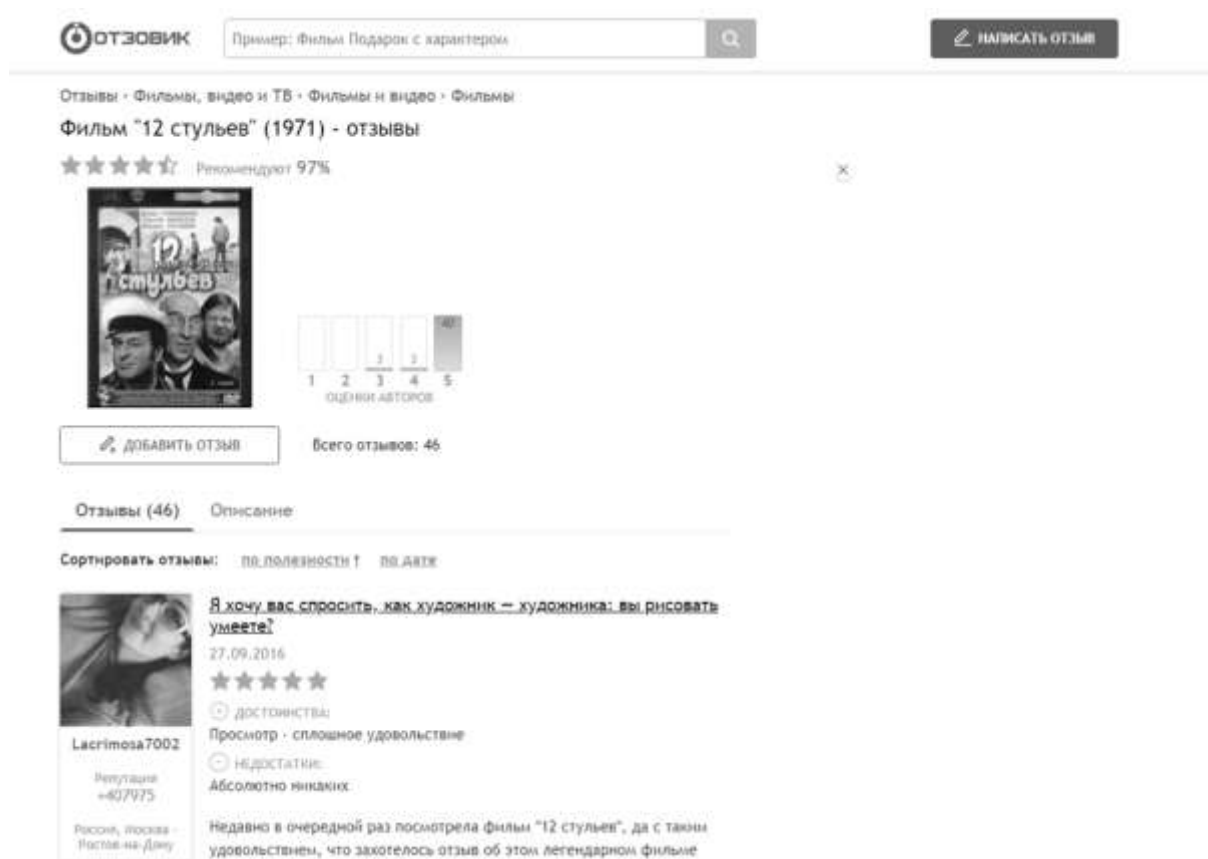 ОТЗОВИК
Пример: Фильм Подарок с характером
НАПИСАТЬ ОТЗЫВ
Отзывы · Фильмы, видео и ТВ · Фильмы и видео · Фильмы
Фильм "12 стульев" (1971) - отзывы
Рекомендуют 97%
12
стульев
3 3
1 2 3 4 5
ОЦЕНКИ АВТОРОВ
ДОБАВИТЬ ОТЗЫВ
Всего отзывов: 46
Отзывы (46) Описание
Сортировать отзывы: по полезности ↑ по дате
Я хочу вас спросить, как художник — художника: вы рисовать
умеете?
27.09.2016
ДОСТОИНСТВА:
Просмотр - сплошное удовольствие
НЕДОСТАТКИ:
Абсолютно никаких
Lacrimosa7002
Репутация
+407975
Россия, Москва -
Ростов-на-Дону
Недавно в очередной раз посмотрела фильм "12 стульев", да с таким
удовольствием, что захотелось отзыв об этом легендарном фильме